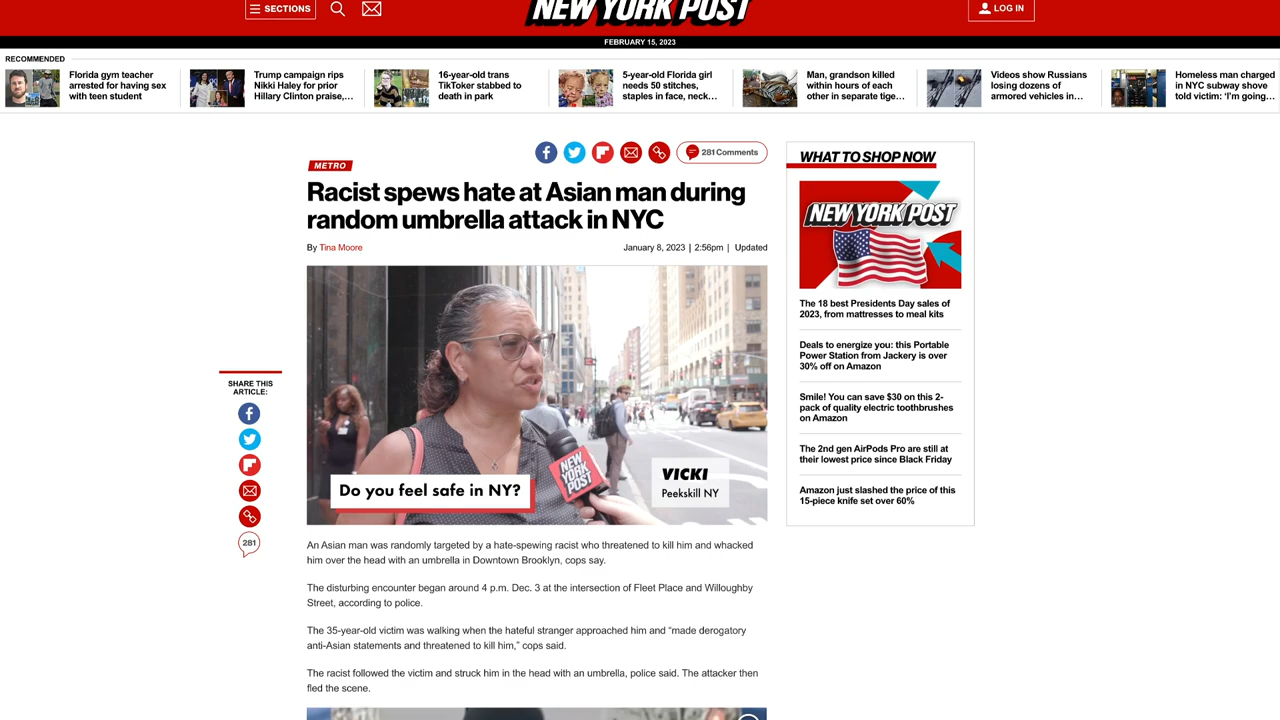 SECTIONS
NEW YORK POST
LOG IN
FEBRUARY 15, 2023
RECOMMENDED
Florida gym teacher
arrested for having sex
with teen student
Trump campaign rips
Nikki Haley for prior
Hillary Clinton praise,...
16-year-old trans
TikToker stabbed to
death in park
5-year-old Florida girl
needs 50 stitches,
staples in face, neck...
Man, grandson killed
within hours of each
other in separate tige...
Videos show Russians
losing dozens of
armored vehicles in...
Homeless man charged
in NYC subway shove
told victim: 'I'm going...
281 Comments
METRO
Racist spews hate at Asian man during
random umbrella attack in NYC
By Tina Moore
January 8, 2023 | 2:56pm | Updated
NEW
YORK
POST
Do you feel safe in NY?
VICKI
Peekskill NY
SHARE THIS
ARTICLE:
281
An Asian man was randomly targeted by a hate-spewing racist who threatened to kill him and whacked
him over the head with an umbrella in Downtown Brooklyn, cops say.
The disturbing encounter began around 4 p.m. Dec. 3 at the intersection of Fleet Place and Willoughby
Street, according to police.
The 35-year-old victim was walking when the hateful stranger approached him and “made derogatory
anti-Asian statements and threatened to kill him,” cops said.
The racist followed the victim and struck him in the head with an umbrella, police said. The attacker then
fled the scene.
WHAT TO SHOP NOW
NEW YORK POST
The 18 best Presidents Day sales of
2023, from mattresses to meal kits
Deals to energize you: this Portable
Power Station from Jackery is over
30% off on Amazon
Smile! You can save $30 on this 2-
pack of quality electric toothbrushes
on Amazon
The 2nd gen AirPods Pro are still at
their lowest price since Black Friday
Amazon just slashed the price of this
15-piece knife set over 60%